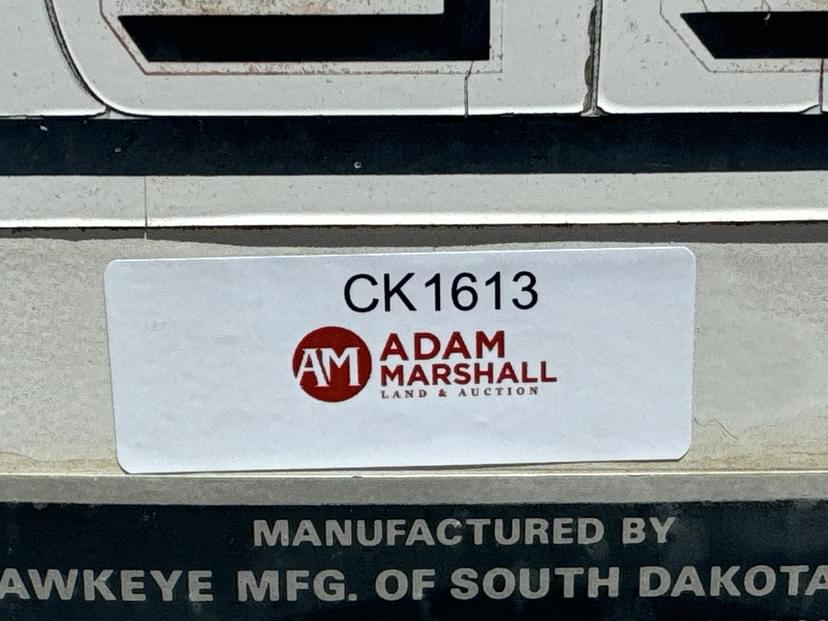 CK1613
AM
ADAM
MARSHALL
LAND & AUCTION
MANUFACTURED BY
AWKEYE MFG. OF SOUTH DAKOTA